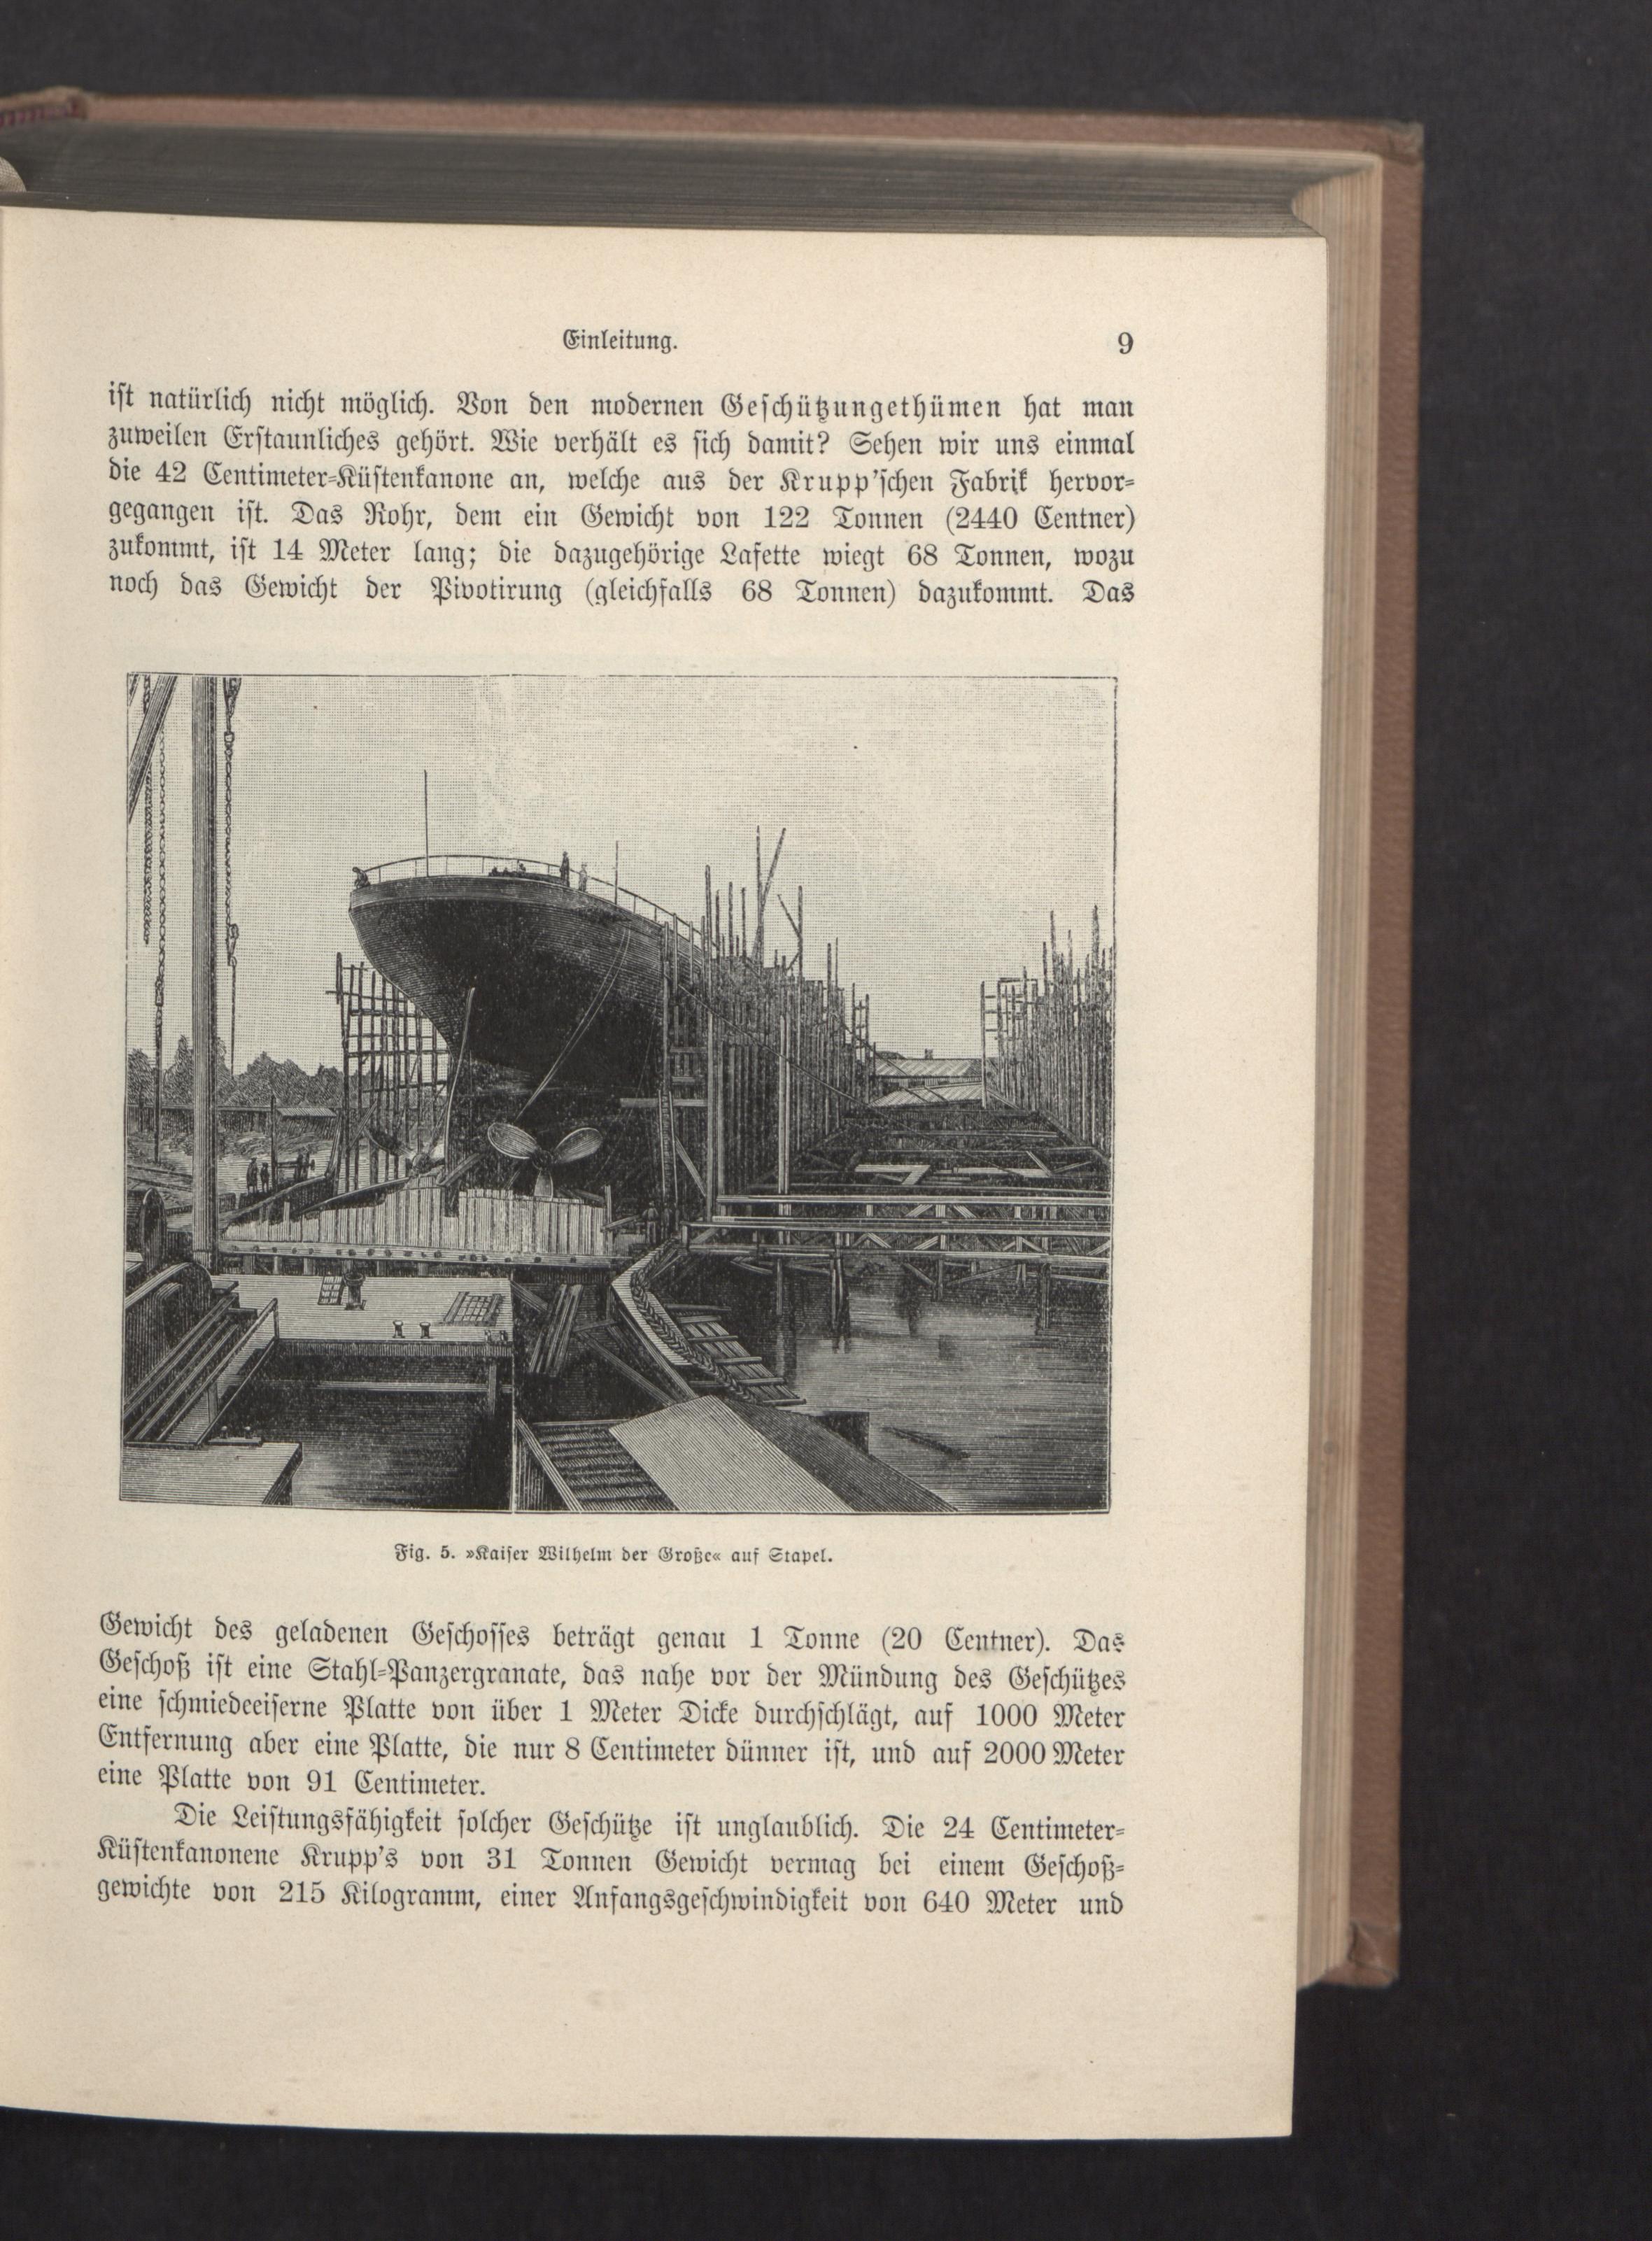 Einleitung.
9
ist natürlich nicht möglich. Von den modernen Geschützungethümen hat man
zuweilen Erstaunliches gehört. Wie verhält es sich damit? Sehen wir uns einmal
die 42 Centimeter-Küstenkanone an, welche aus der Krupp'schen Fabrik hervor-
gegangen ist. Das Rohr, dem ein Gewicht von 122 Tonnen (2440 Centner)
zukommt, ist 14 Meter lang; die dazugehörige Lafette wiegt 68 Tonnen, wozu
noch das Gewicht der Pivotirung (gleichfalls 68 Tonnen) dazukommt. Das
Fig. 5. »Kaiser Wilhelm der Große« auf Stapel.
Gewicht des geladenen Geschosses beträgt genau 1 Tonne (20 Centner). Das
Geschoß ist eine Stahl-Panzergranate, das nahe vor der Mündung des Geschützes
eine schmiedeeiserne Platte von über 1 Meter Dicke durchschlägt, auf 1000 Meter
Entfernung aber eine Platte, die nur 8 Centimeter dünner ist, und auf 2000 Meter
eine Platte von 91 Centimeter.
Die Leistungsfähigkeit solcher Geschütze ist unglaublich. Die 24 Centimeter-
Küstenkanonene Krupp's von 31 Tonnen Gewicht vermag bei einem Geschoß-
gewichte von 215 Kilogramm, einer Anfangsgeschwindigkeit von 640 Meter und